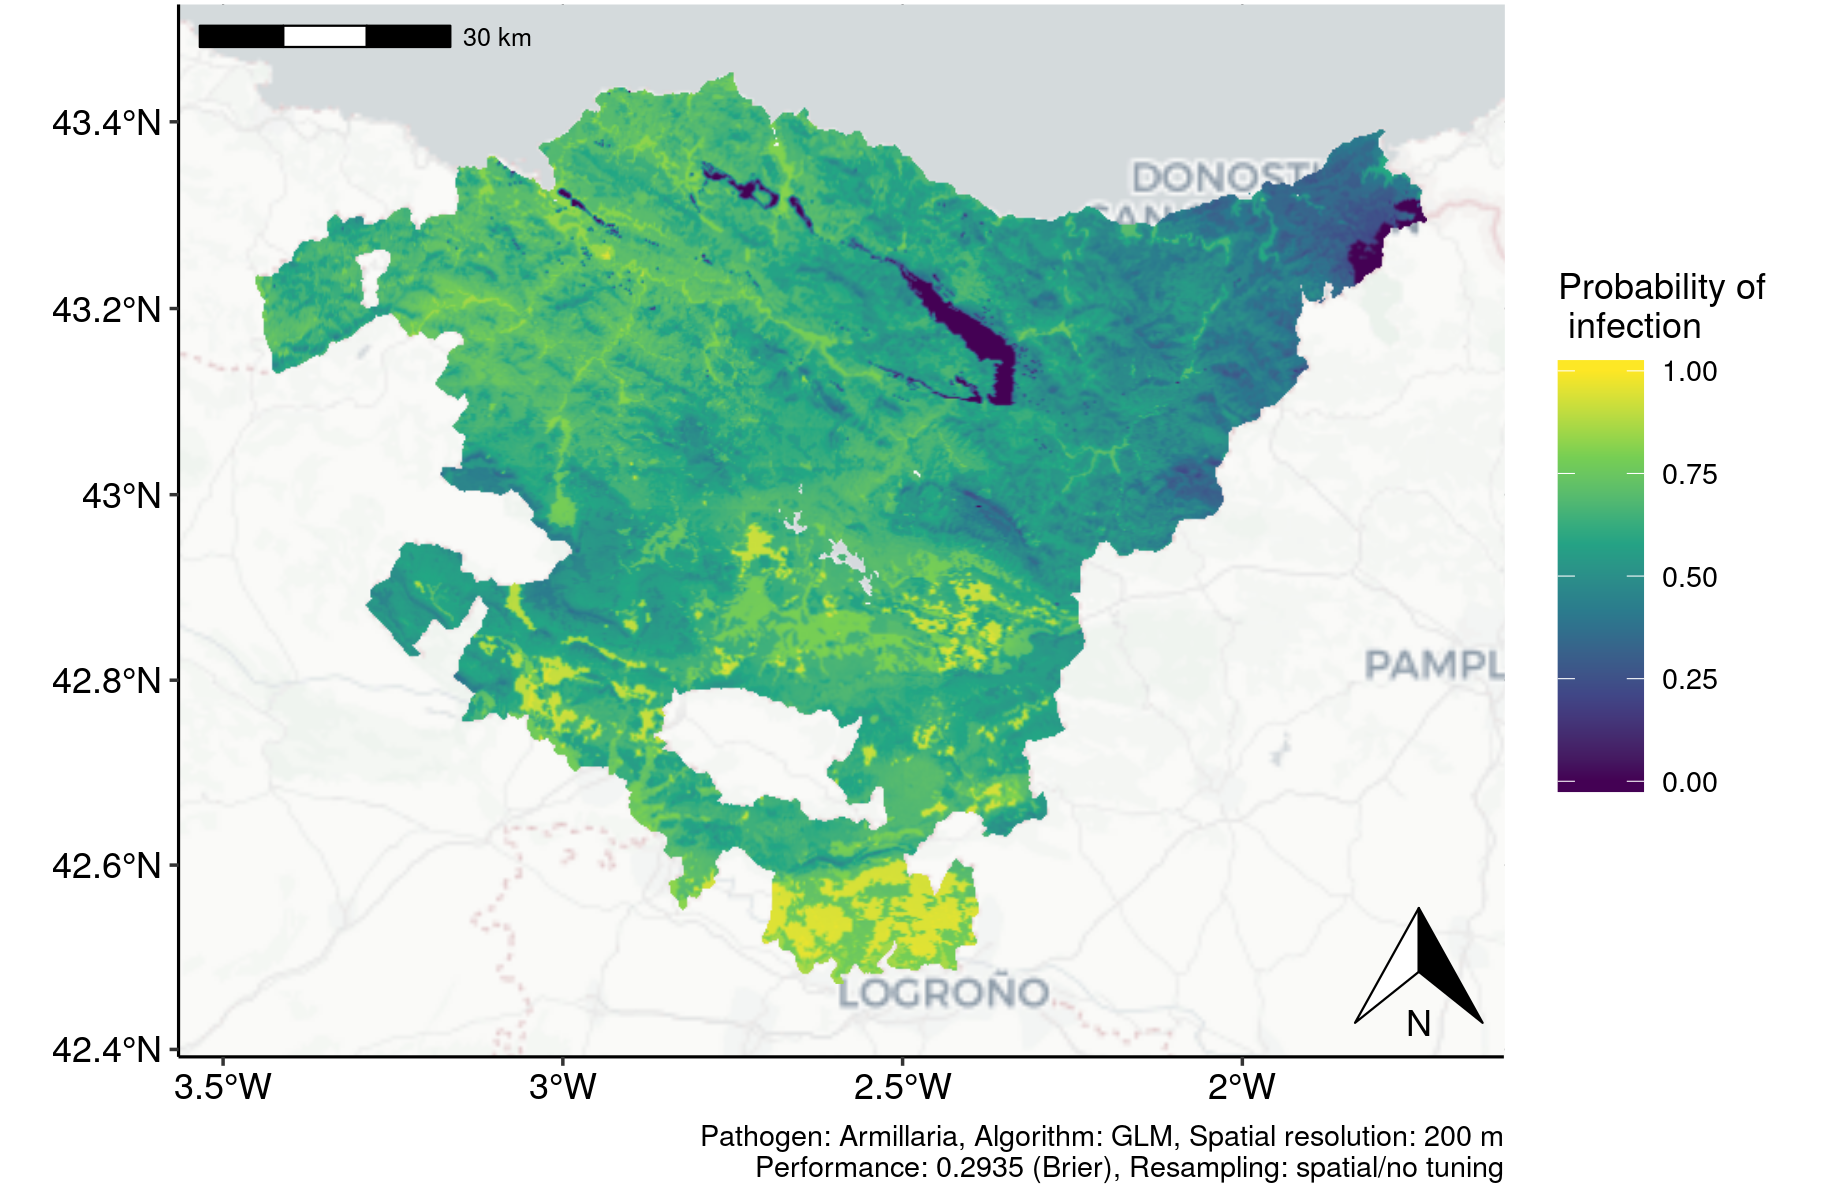 30 km
43.4°N
43.2°N
43°N
42.8°N
42.6°N
42.4°N
3.5°W
3°W
2.5°W
2°W
PAMPL
LOGROÑO
N
Probability of
infection
1.00
0.75
0.50
0.25
0.00
Pathogen: Armillaria, Algorithm: GLM, Spatial resolution: 200 m
Performance: 0.2935 (Brier), Resampling: spatial/no tuning